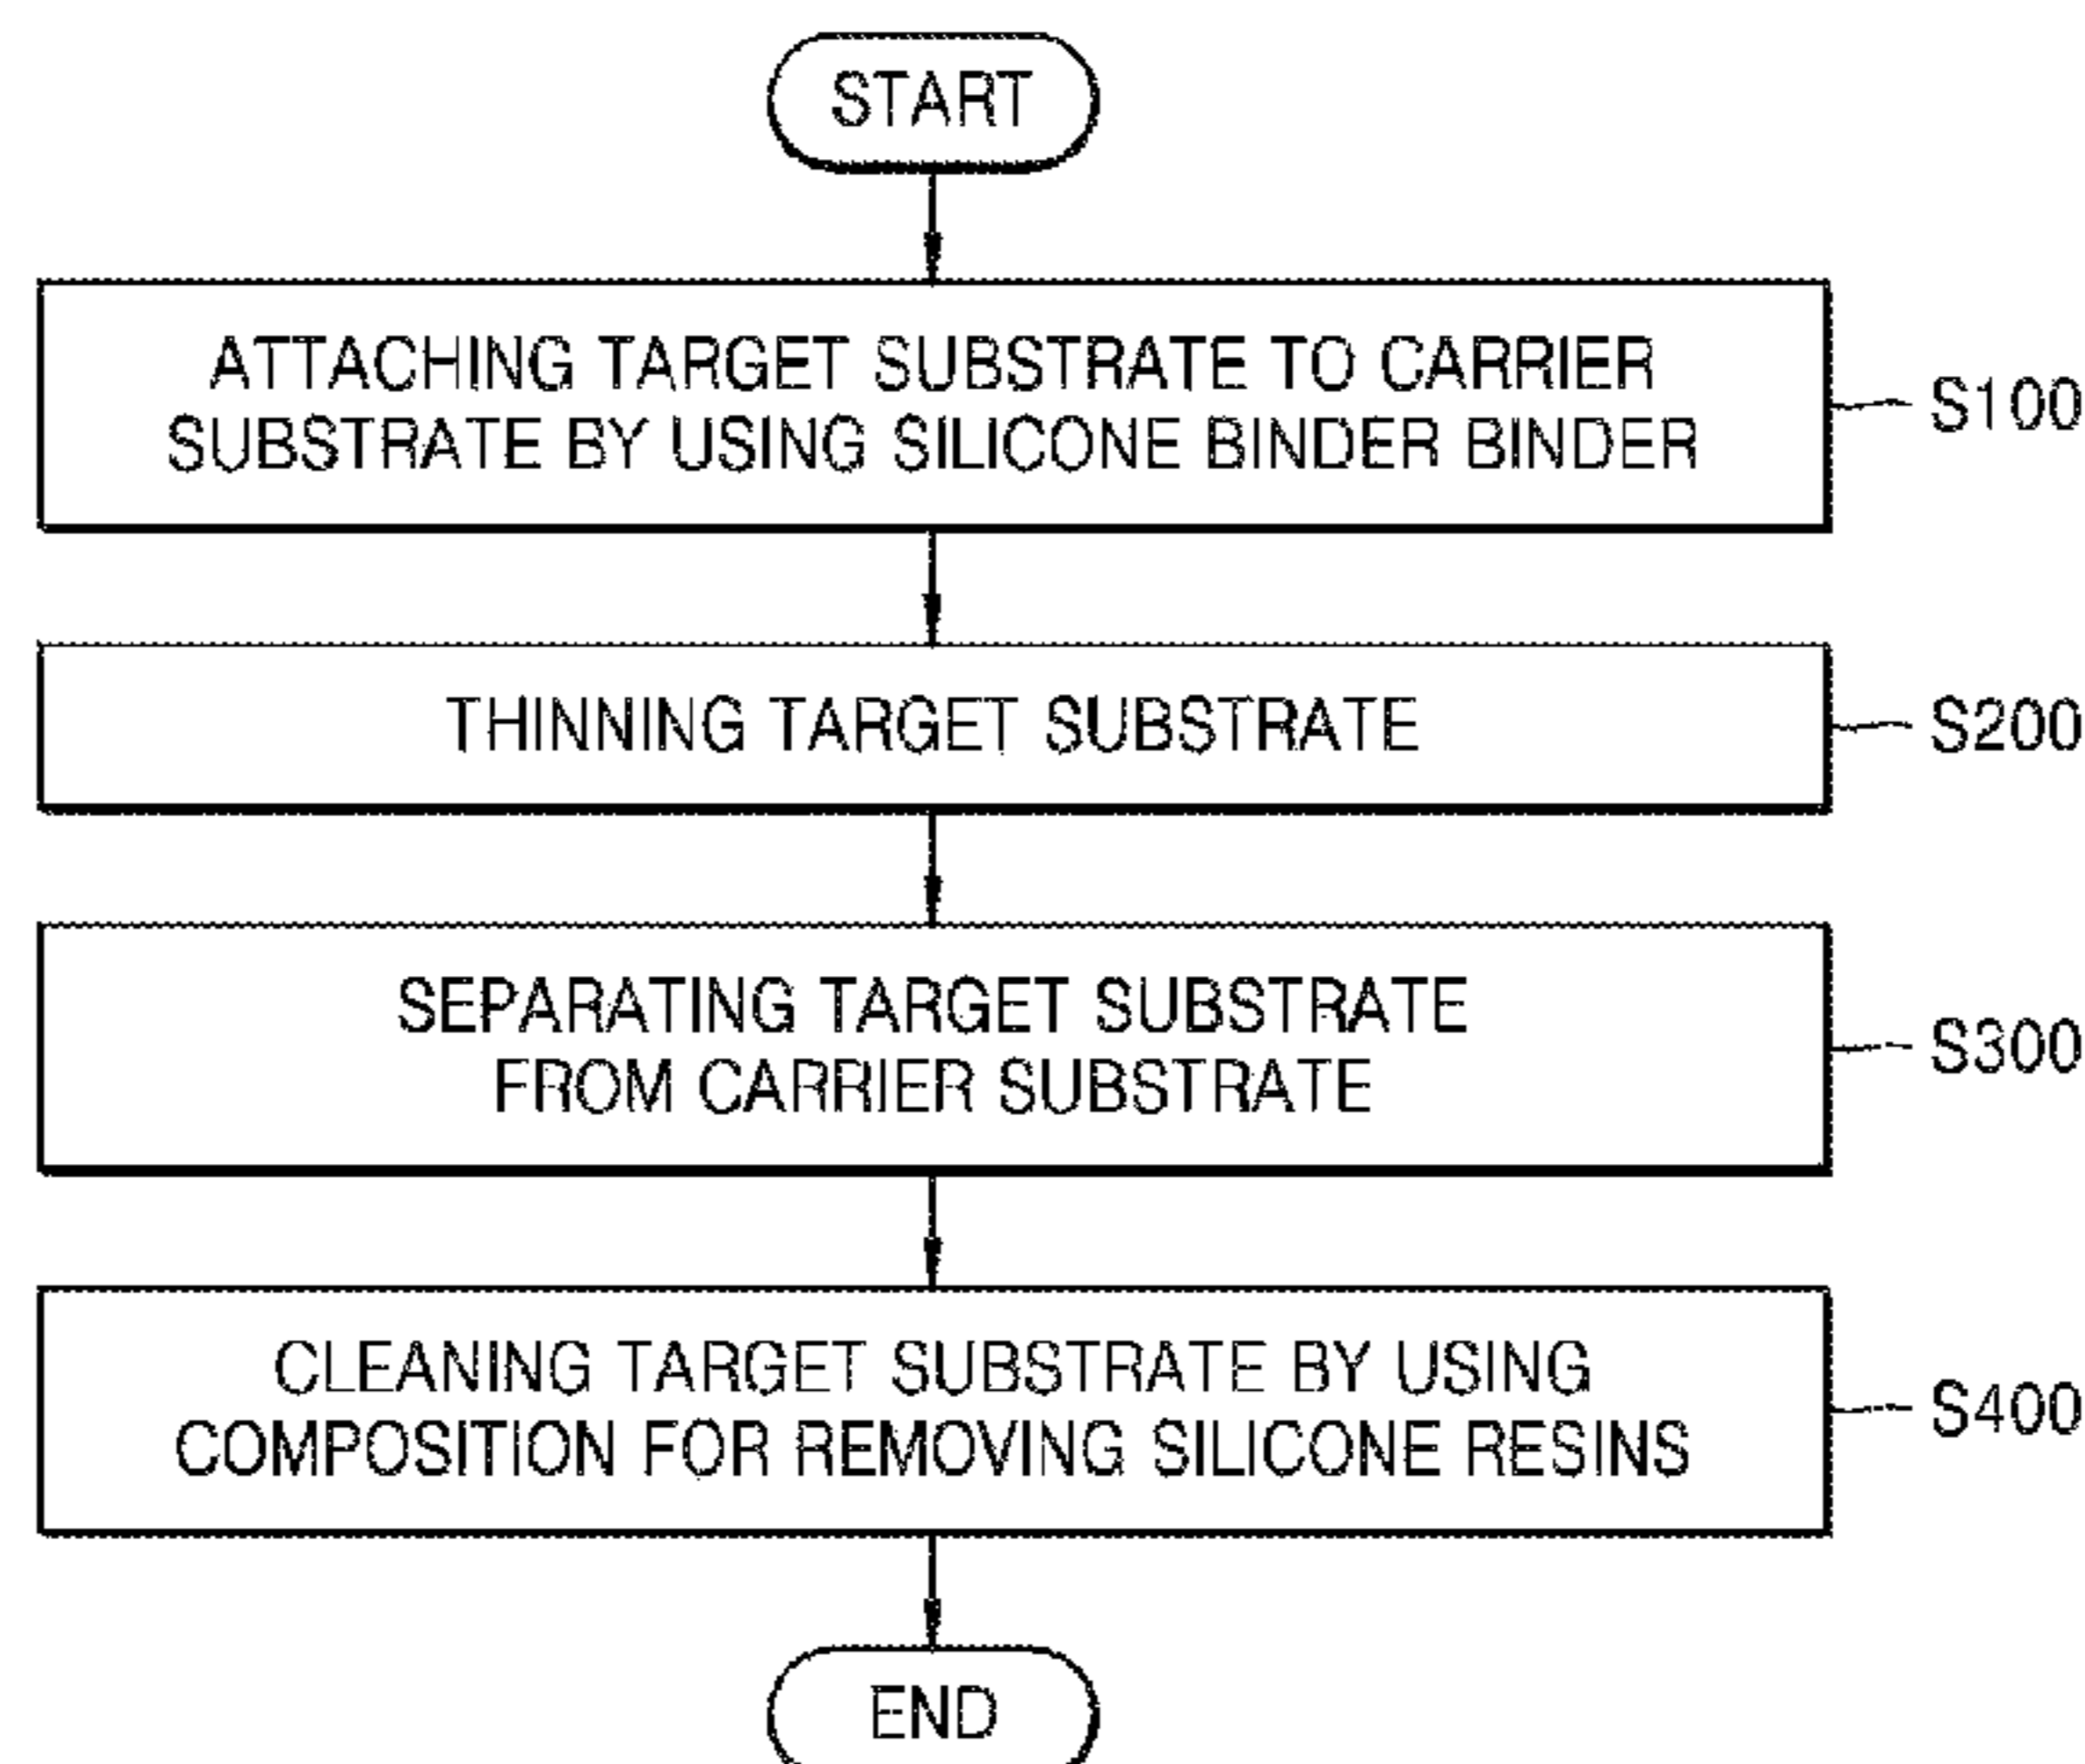 START
ATTACHING TARGET SUBSTRATE TO CARRIER
SUBSTRATE BY USING SILICONE BINDER BINDER
S100
THINNING TARGET SUBSTRATE
S200
SEPARATING TARGET SUBSTRATE
FROM CARRIER SUBSTRATE
S300
CLEANING TARGET SUBSTRATE BY USING
COMPOSITION FOR REMOVING SILICONE RESINS
S400
END